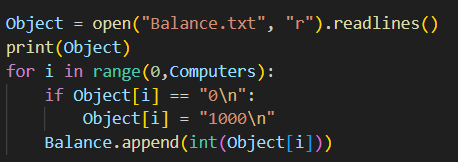 Object = open("Balance.txt", "r").readlines()
print(Object)
for i in range(0,Computers):
    if Object[i] == "0\n":
        Object[i] = "1000\n"
    Balance.append(int(Object[i]))